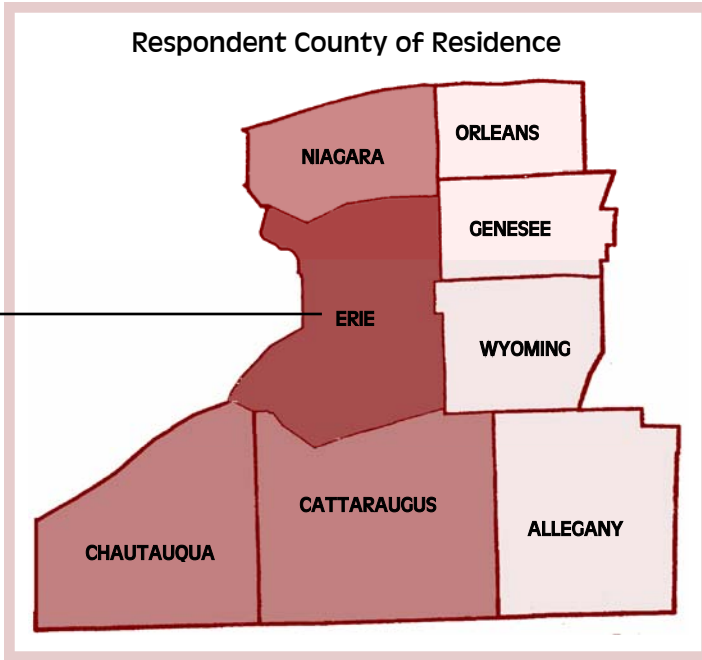 Respondent County of Residence
ORLEANS
NIAGARA
GENESEE
ERIE
WYOMING
CATTARAUGUS
ALLEGANY
CHAUTAUQUA